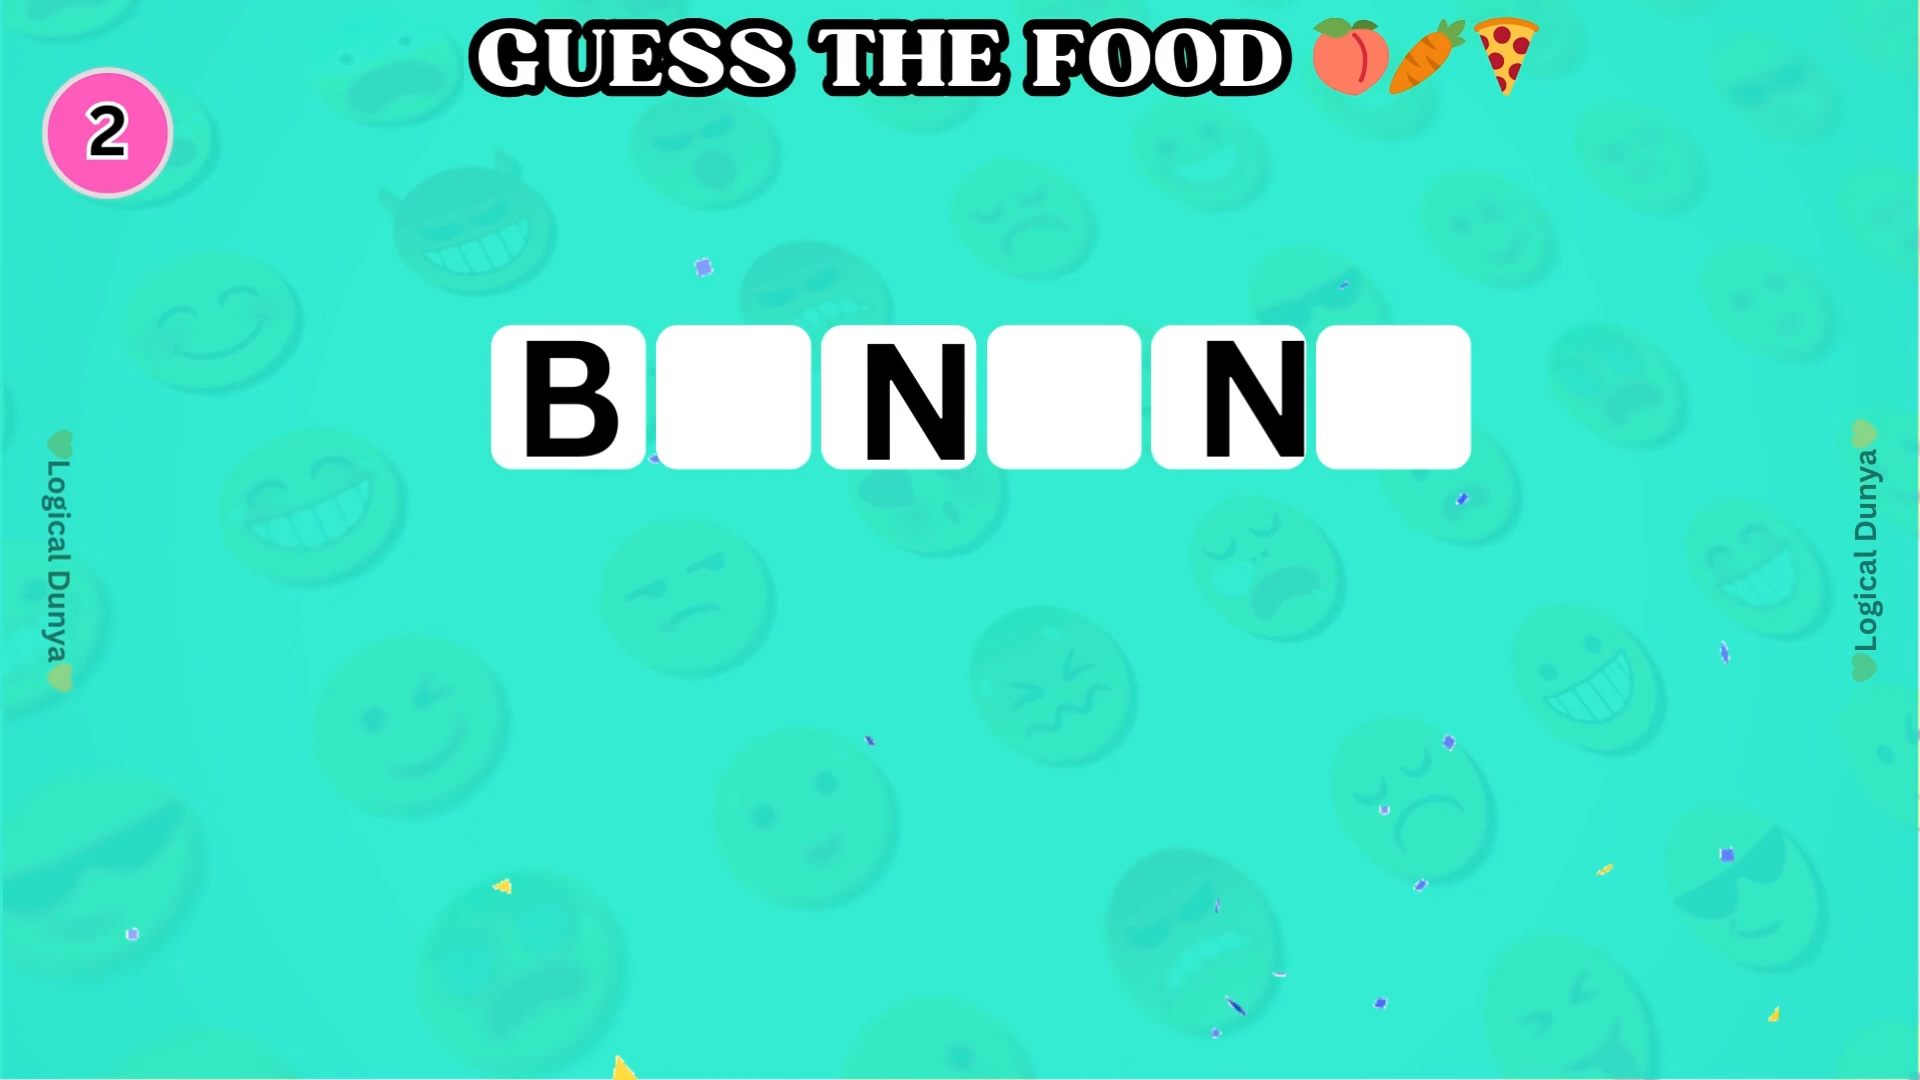 GUESS THE FOOD 🍑🥕🍕
2
B N N
Logical Dunya
Logical Dunya